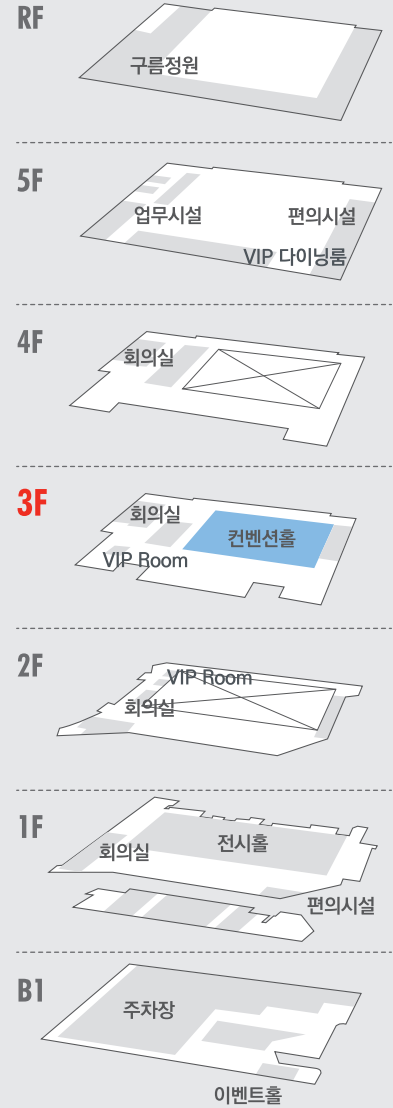 RF
구름정원
5F
업무시설
편의시설
VIP 다이닝룸
4F
회의실
3F
회의실
컨벤션홀
VIP Room
2F
VIP Room
회의실
1F
전시홀
회의실
편의시설
B1
주차장
이벤트홀